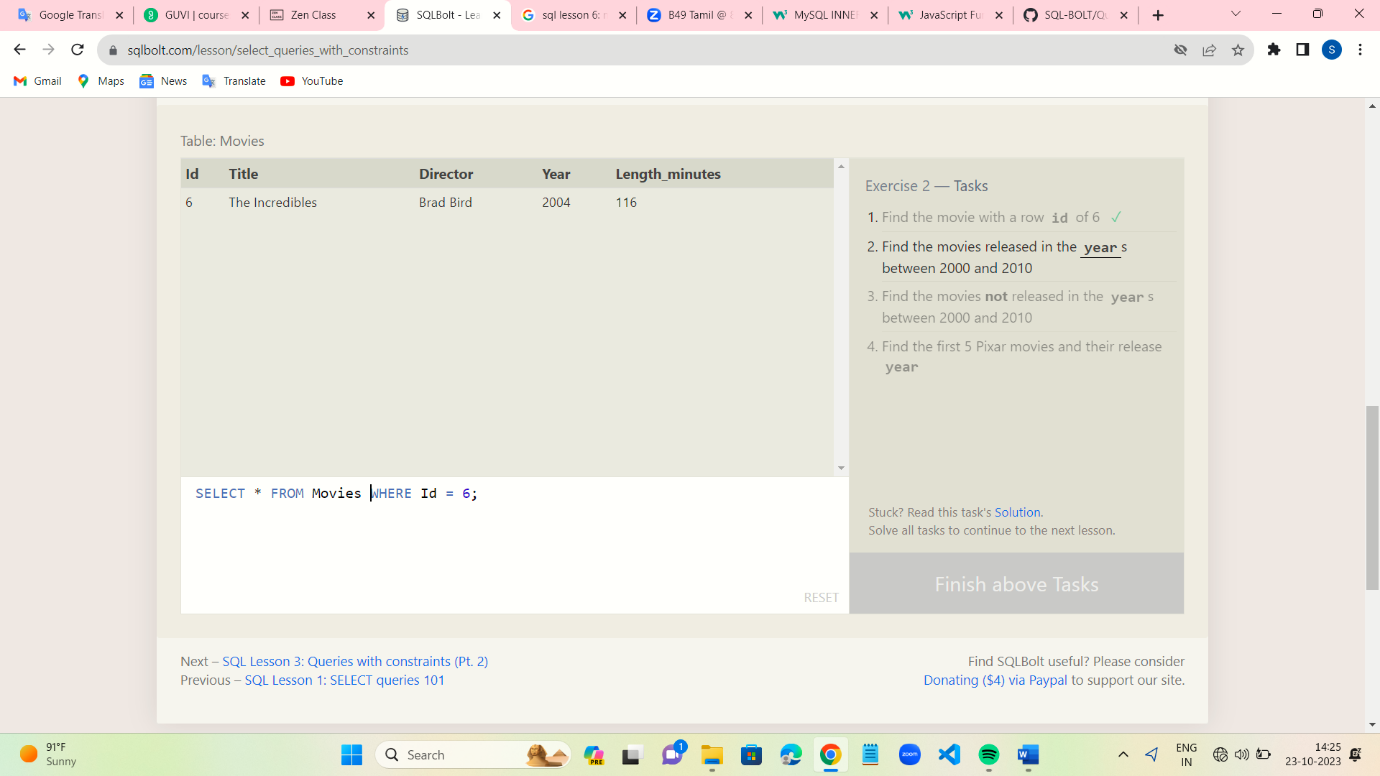 Google Transl
GUVI | course
Zen Class
SQLBolt - Lea
sql lesson 6: m
B49 Tamil @
MySQL INNER
JavaScript Fu
SQL-BOLT/Qu
sqlbolt.com/lesson/select_queries_with_constraints
S
Gmail
Maps
News
Translate
YouTube
Table: Movies
Id Title Director Year Length_minutes
6 The Incredibles Brad Bird 2004 116
Exercise 2 — Tasks
1. Find the movie with a row id of 6 ✓
2. Find the movies released in the years
between 2000 and 2010
3. Find the movies not released in the years
between 2000 and 2010
4. Find the first 5 Pixar movies and their release
year
SELECT * FROM Movies WHERE Id = 6;
RESET
Stuck? Read this task's Solution.
Solve all tasks to continue to the next lesson.
Finish above Tasks
Next – SQL Lesson 3: Queries with constraints (Pt. 2)
Previous – SQL Lesson 1: SELECT queries 101
Find SQLBolt useful? Please consider
Donating ($4) via Paypal to support our site.
91°F
Sunny
Search
PRE
1
zoom
ENG
IN
14:25
23-10-2023